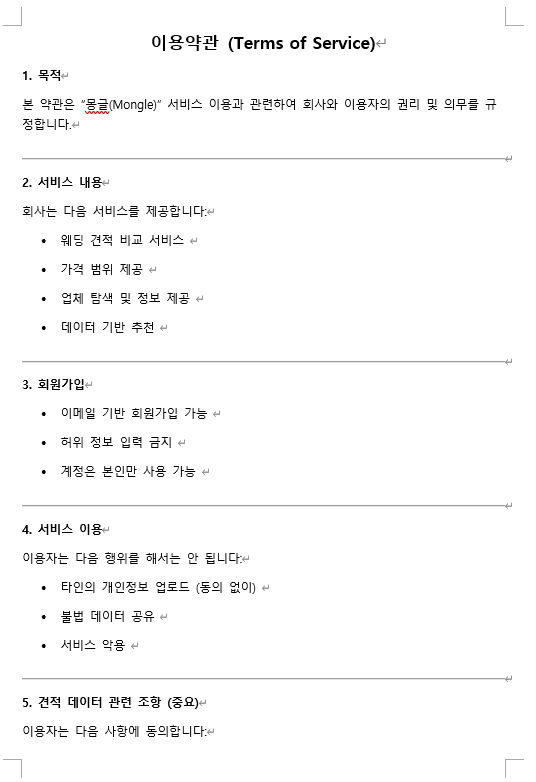 이용약관 (Terms of Service)
1. 목적
본 약관은 “몽글(Mongle)” 서비스 이용과 관련하여 회사와 이용자의 권리 및 의무를 규
정합니다.
2. 서비스 내용
회사는 다음 서비스를 제공합니다:
• 웨딩 견적 비교 서비스
• 가격 범위 제공
• 업체 탐색 및 정보 제공
• 데이터 기반 추천
3. 회원가입
• 이메일 기반 회원가입 가능
• 허위 정보 입력 금지
• 계정은 본인만 사용 가능
4. 서비스 이용
이용자는 다음 행위를 해서는 안 됩니다:
• 타인의 개인정보 업로드 (동의 없이)
• 불법 데이터 공유
• 서비스 악용
5. 견적 데이터 관련 조항 (중요)
이용자는 다음 사항에 동의합니다: